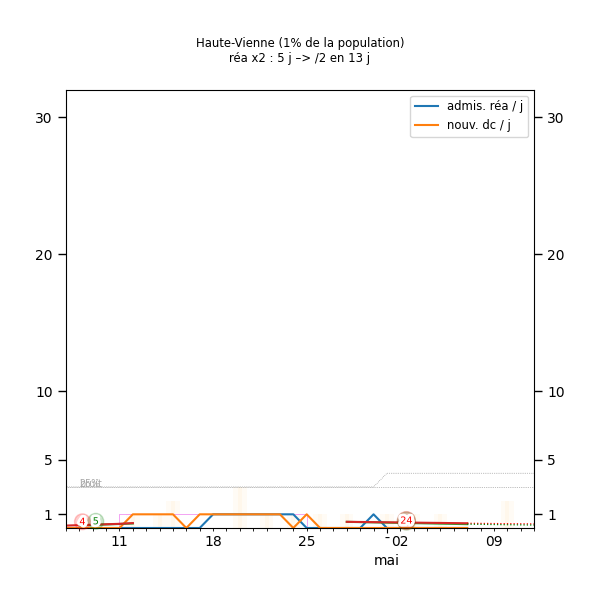 Haute-Vienne (1% de la population)
réa x2 : 5 j –> /2 en 13 j
admis. réa / j
nouv. dc / j
30 30
20 20
10 10
5 5
1 1
4 5 24
11 18 25 02 09
mai